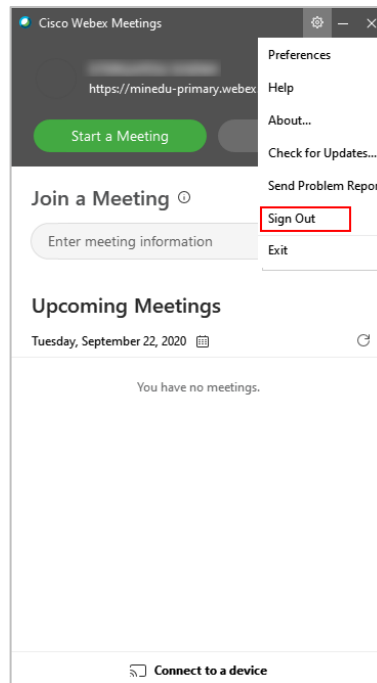 Cisco Webex Meetings
Preferences
https://minedu-primary.webex
Help
About...
Start a Meeting
Check for Updates...
Send Problem Repor
Join a Meeting
Sign Out
Enter meeting information
Exit
Upcoming Meetings
Tuesday, September 22, 2020
You have no meetings.
Connect to a device